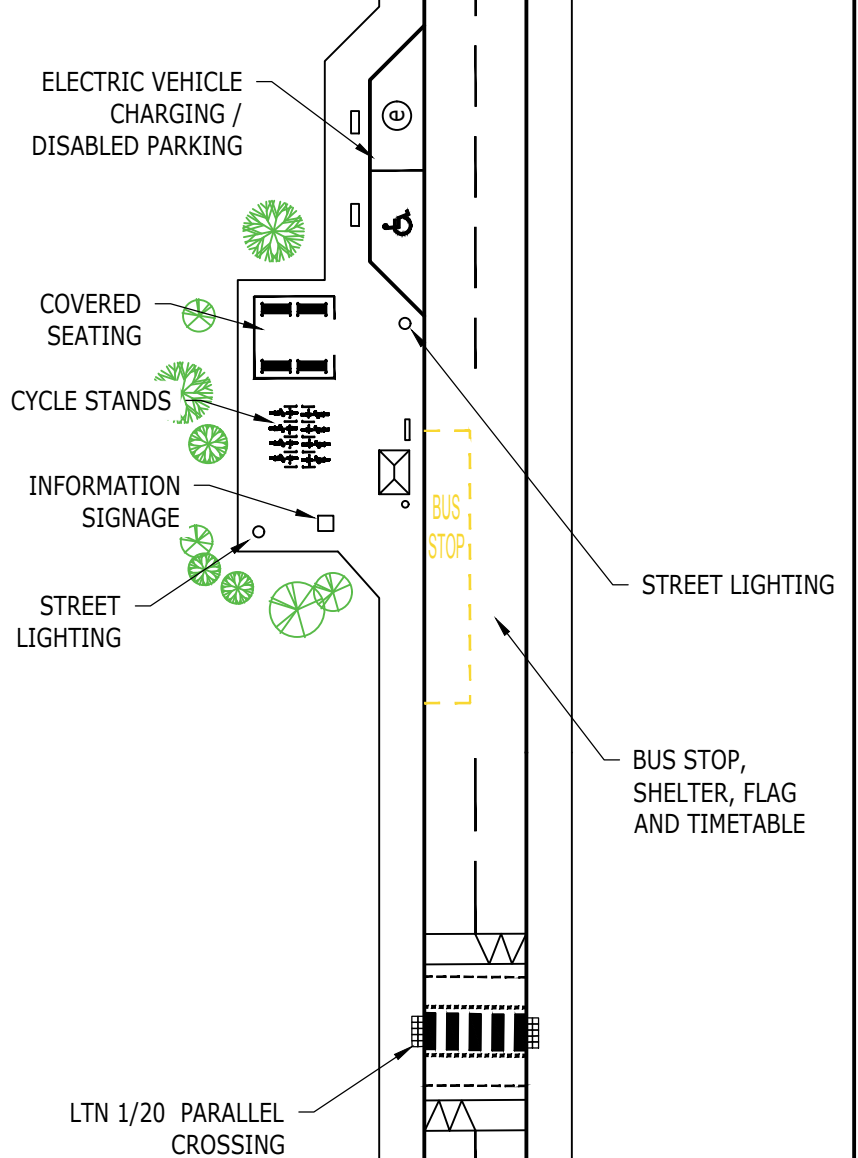 ELECTRIC VEHICLE
CHARGING /
DISABLED PARKING
e
COVERED
SEATING
CYCLE STANDS
INFORMATION
SIGNAGE
BUS
STOP
STREET
LIGHTING
STREET LIGHTING
BUS STOP,
SHELTER, FLAG
AND TIMETABLE
LTN 1/20 PARALLEL
CROSSING